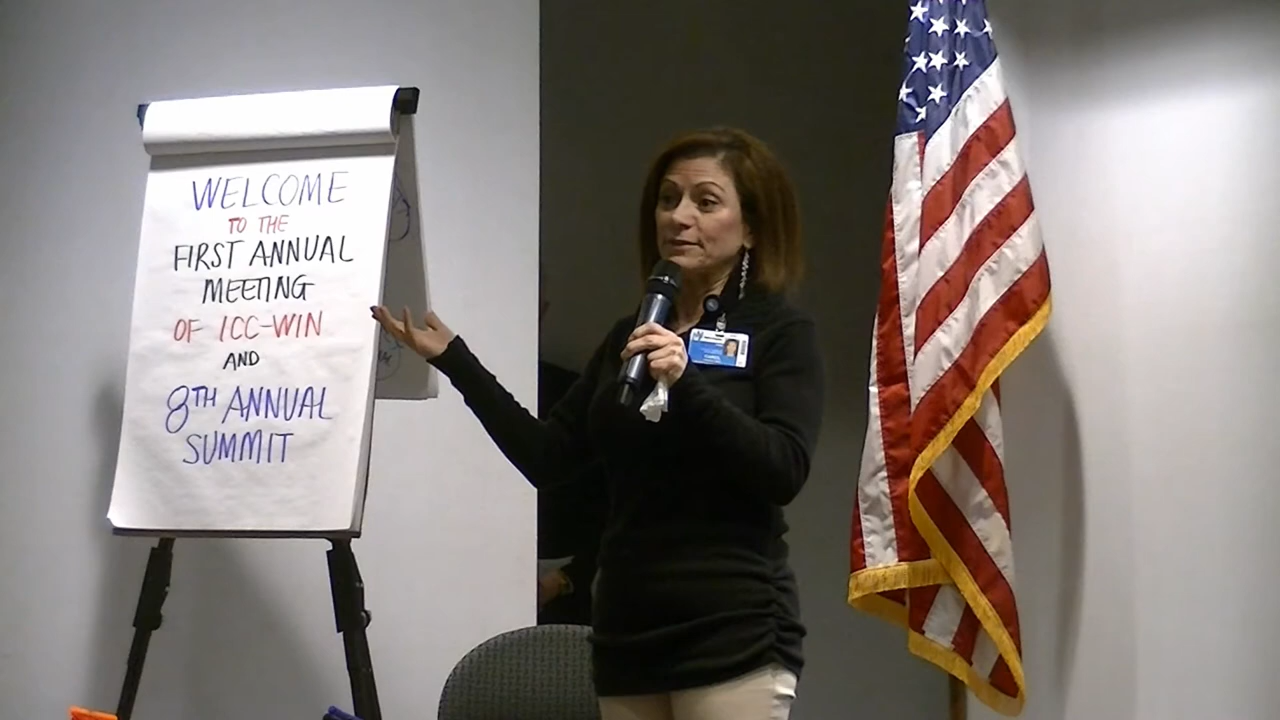 WELCOME
TO THE
FIRST ANNUAL
MEETING
OF ICC-WIN
AND
8TH ANNUAL
SUMMIT